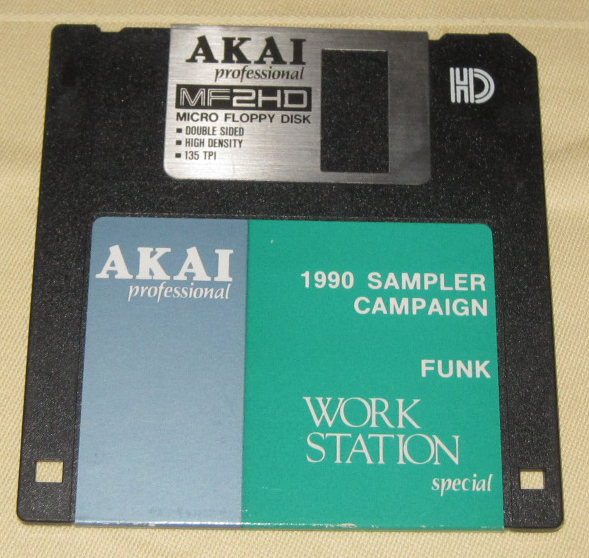 AKAI
professional
MF2HD
MICRO FLOPPY DISK
DOUBLE SIDED
HIGH DENSITY
135 TPI
HD
AKAI
professional
1990 SAMPLER
CAMPAIGN
FUNK
WORK
STATION
special